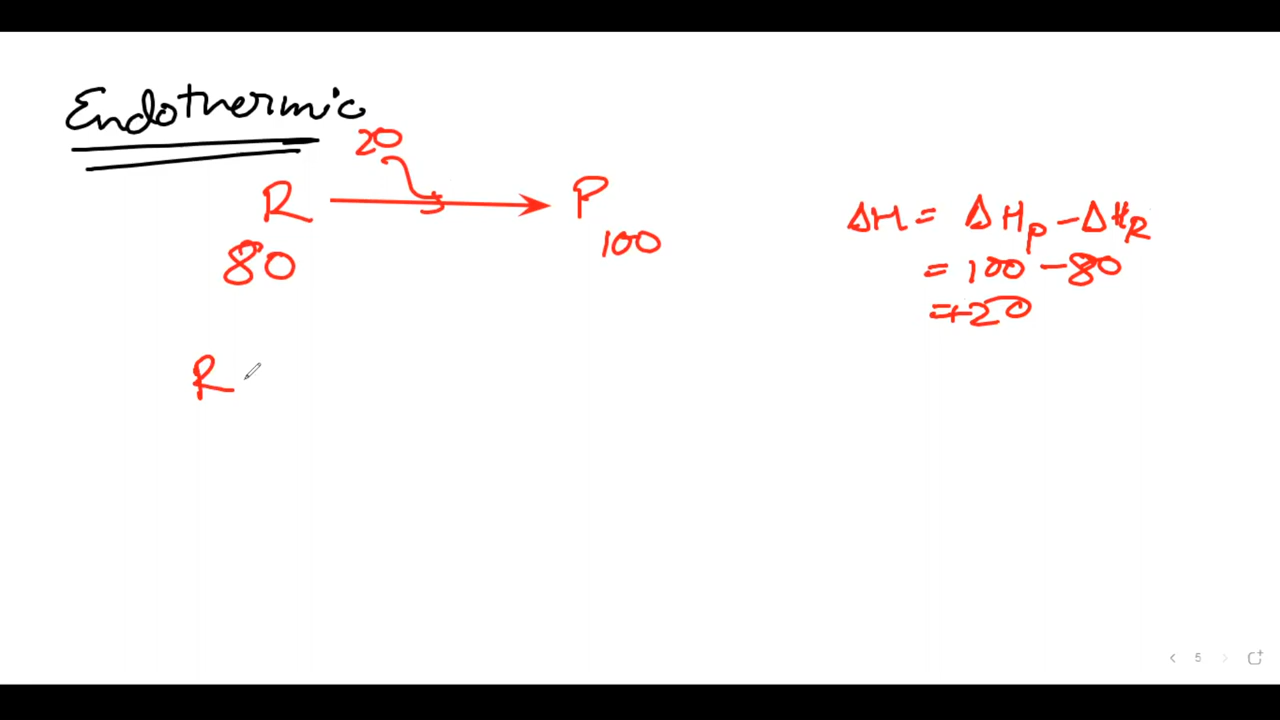 Endothermic
20
R → P
80 100
ΔH = ΔHP - ΔHR
= 100 - 80
= +20
R
5